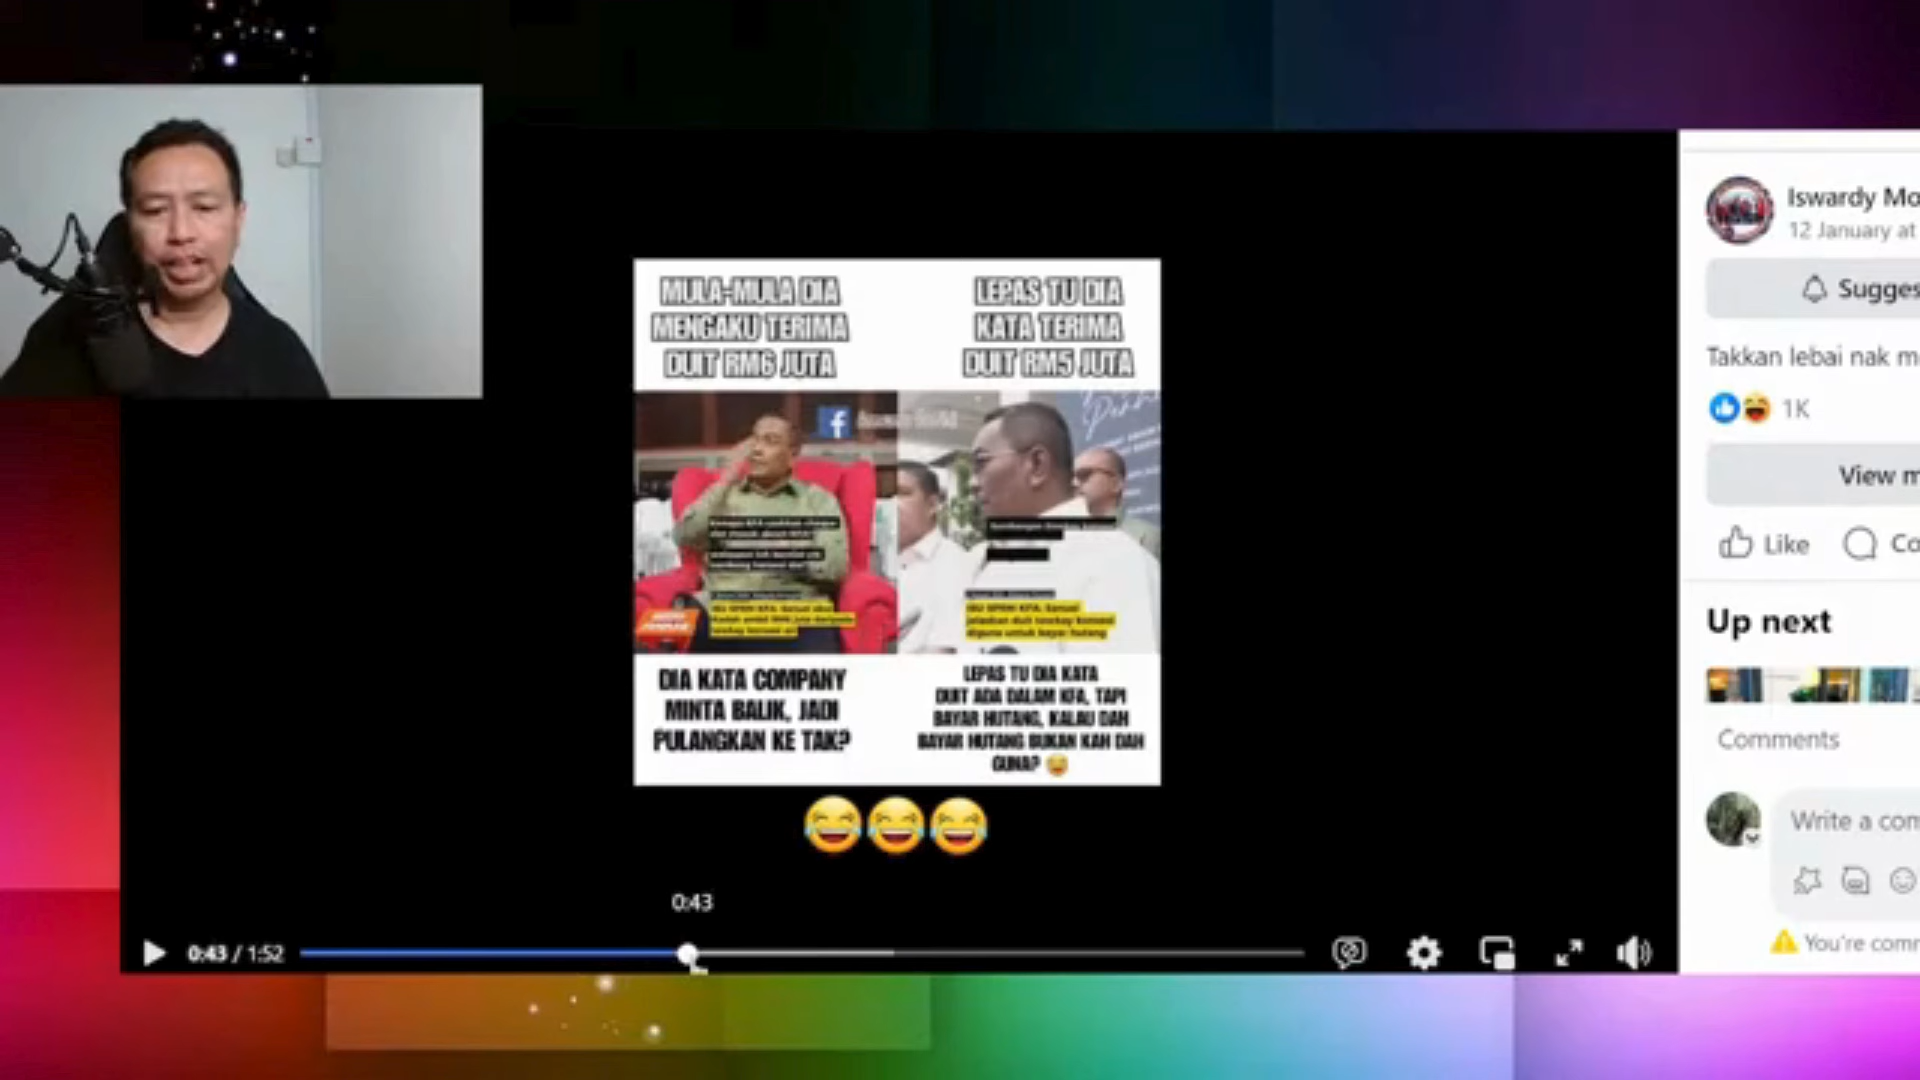 MULA-MULA DIA
MENGAKU TERIMA
DUIT RM6 JUTA
LEPAS TU DIA
KATA TERIMA
DUIT RM5 JUTA
DIA KATA COMPANY
MINTA BALIK, JADI
PULANGKAN KE TAK?
LEPAS TU DIA KATA
DUIT ADA DALAM KFA, TAPI
BAYAR HUTANG, KALAU DAH
BAYAR HUTANG BUKAN KAH DAH
GUNA? 😂
😂😂😂
0:43
0:43 / 1:52
Iswardy Mo
12 January at
Sugges
Takkan lebai nak m
1K
View m
Like
Co
Up next
Comments
Write a com
You're comm